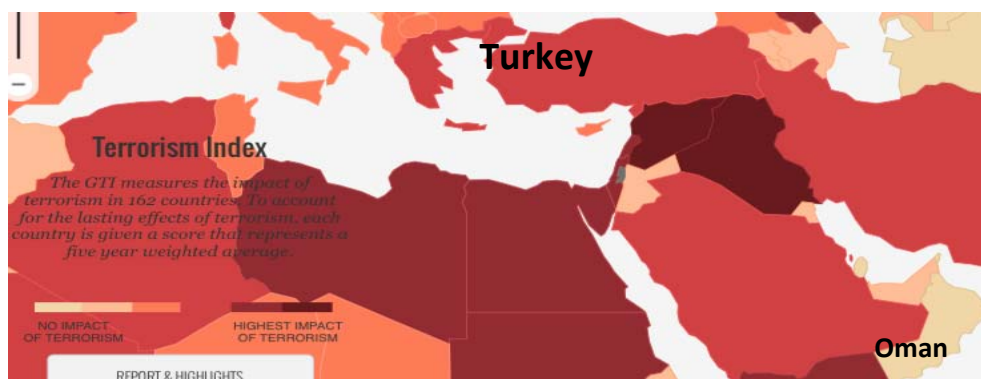 Turkey
Terrorism Index
The GTI measures the impact of
terrorism in 162 countries. To account
for the lasting effects of terrorism, each
country is given a score that represents a
five year weighted average.
NO IMPACT
OF TERRORISM
HIGHEST IMPACT
OF TERRORISM
Oman
REPORT & HIGHLIGHTS